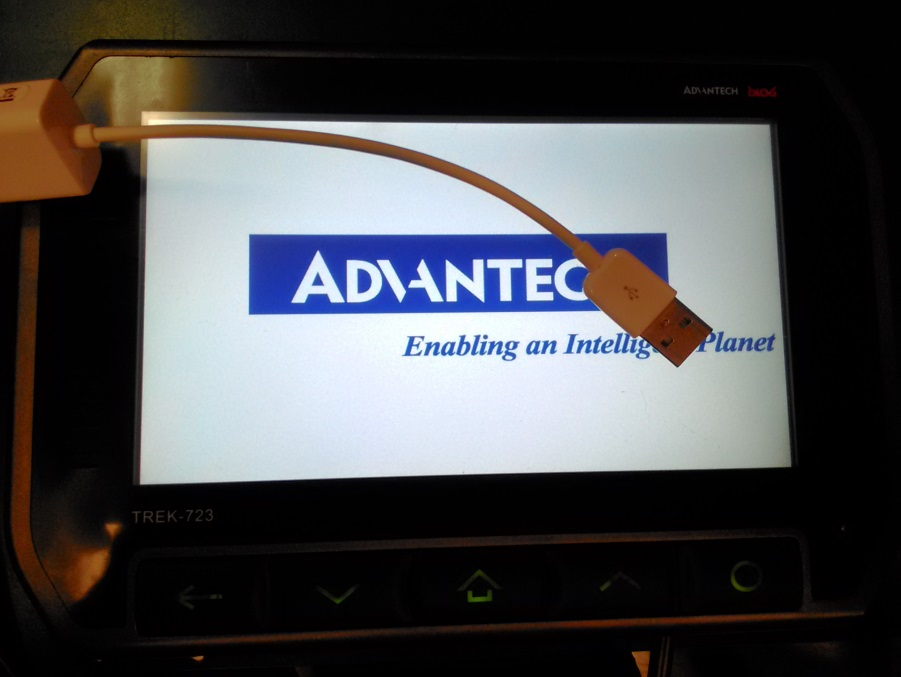 ADVANTECH
ADVANTEC
Enabling an Intellig Planet
TREK-723